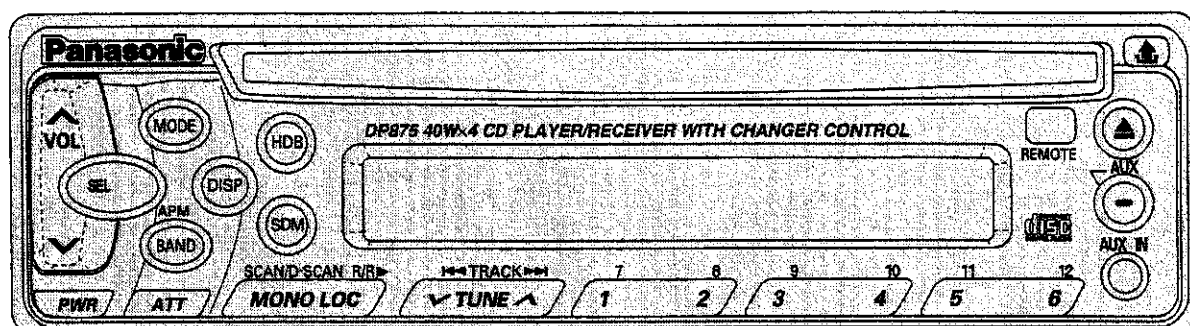 Panasonic
VOL
MODE
HDB
DP875 40W×4 CD PLAYER/RECEIVER WITH CHANGER CONTROL
REMOTE
AUX
SEL
DISP
APM
BAND
SDM
disc
AUX IN
SCAN/D·SCAN R/R▶ |◀◀TRACK▶▶| 7 8 9 10 11 12
PWR ATT MONO LOC TUNE 1 2 3 4 5 6